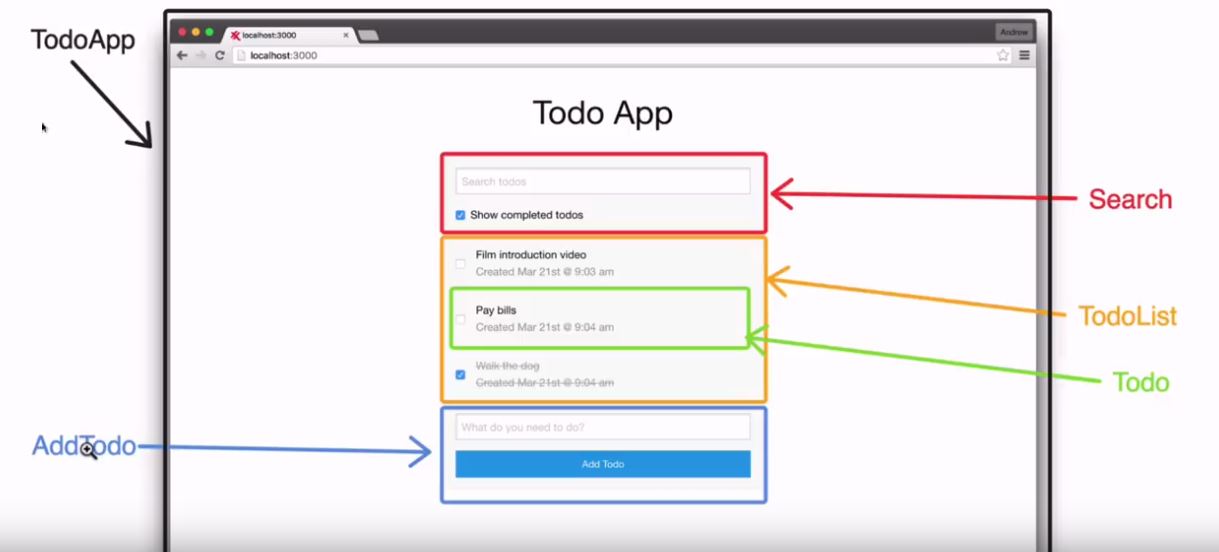 TodoApp
localhost:3000
Andrew
localhost:3000
Todo App
Search todos
Show completed todos
Search
Film introduction video
Created Mar 21st @ 9:03 am
Pay bills
Created Mar 21st @ 9:04 am
TodoList
Walk the dog
Created Mar 21st @ 9:04 am
Todo
What do you need to do?
AddTodo
Add Todo